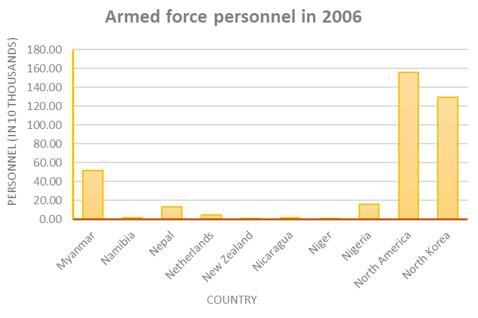 Armed force personnel in 2006
PERSONNEL (IN 10 THOUSANDS)
180.00
160.00
140.00
120.00
100.00
80.00
60.00
40.00
20.00
0.00
Myanmar
Namibia
Nepal
Netherlands
New Zealand
Nicaragua
Niger
Nigeria
North America
North Korea
COUNTRY